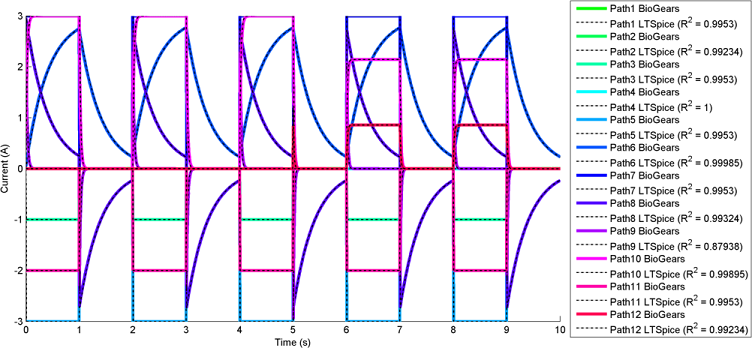 3
2
1
0
-1
-2
-3
Current (A)
0 1 2 3 4 5 6 7 8 9 10
Time (s)
Path1 BioGears
Path1 LTSpice (R² = 0.9953)
Path2 BioGears
Path2 LTSpice (R² = 0.99234)
Path3 BioGears
Path3 LTSpice (R² = 0.9953)
Path4 BioGears
Path4 LTSpice (R² = 1)
Path5 BioGears
Path5 LTSpice (R² = 0.9953)
Path6 BioGears
Path6 LTSpice (R² = 0.99985)
Path7 BioGears
Path7 LTSpice (R² = 0.9953)
Path8 BioGears
Path8 LTSpice (R² = 0.99324)
Path9 BioGears
Path9 LTSpice (R² = 0.87938)
Path10 BioGears
Path10 LTSpice (R² = 0.99895)
Path11 BioGears
Path11 LTSpice (R² = 0.9953)
Path12 BioGears
Path12 LTSpice (R² = 0.99234)